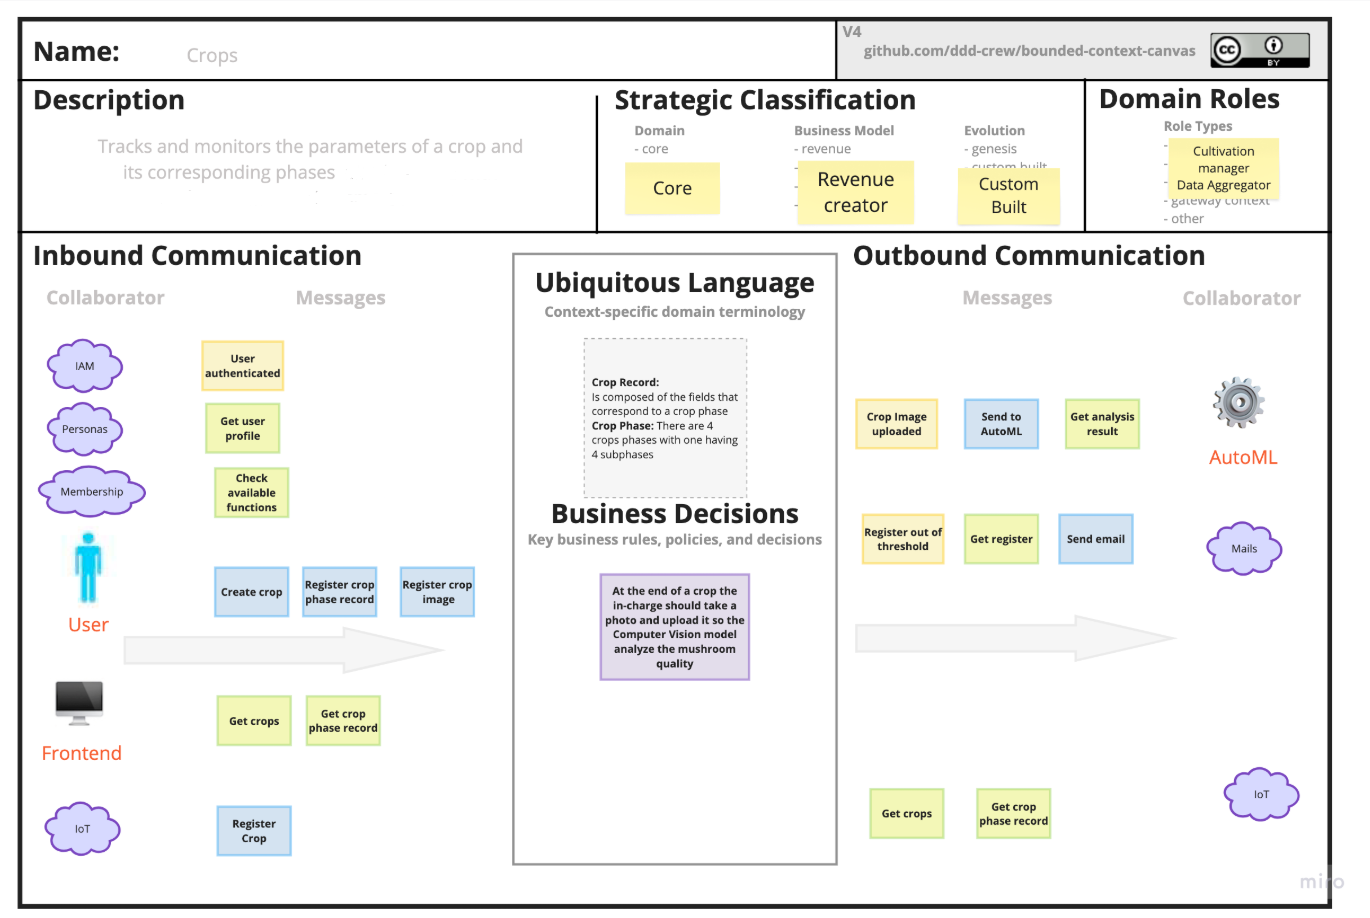 Name:
Crops
V4
github.com/ddd-crew/bounded-context-canvas
cc
BY
Description
Tracks and monitors the parameters of a crop and
its corresponding phases
Strategic Classification
Domain
- core
Core
Business Model
- revenue
-
-
-
Revenue
creator
Evolution
- genesis
- custom built
Custom
Built
Domain Roles
Role Types
-
-
-
Cultivation
manager
Data Aggregator
- gateway context
- other
Inbound Communication
Collaborator
Messages
IAM
User
authenticated
Personas
Get user
profile
Membership
Check
available
functions
User
Create crop
Register crop
phase record
Register crop
image
Frontend
Get crops
Get crop
phase record
IoT
Register
Crop
Ubiquitous Language
Context-specific domain terminology
Crop Record:
Is composed of the fields that
correspond to a crop phase
Crop Phase: There are 4
crops phases with one having
4 subphases
Business Decisions
Key business rules, policies, and decisions
At the end of a crop the
in-charge should take a
photo and upload it so the
Computer Vision model
analyze the mushroom
quality
Outbound Communication
Messages
Collaborator
Crop Image
uploaded
Send to
AutoML
Get analysis
result
AutoML
Register out of
threshold
Get register
Send email
Mails
Get crops
Get crop
phase record
IoT
miro